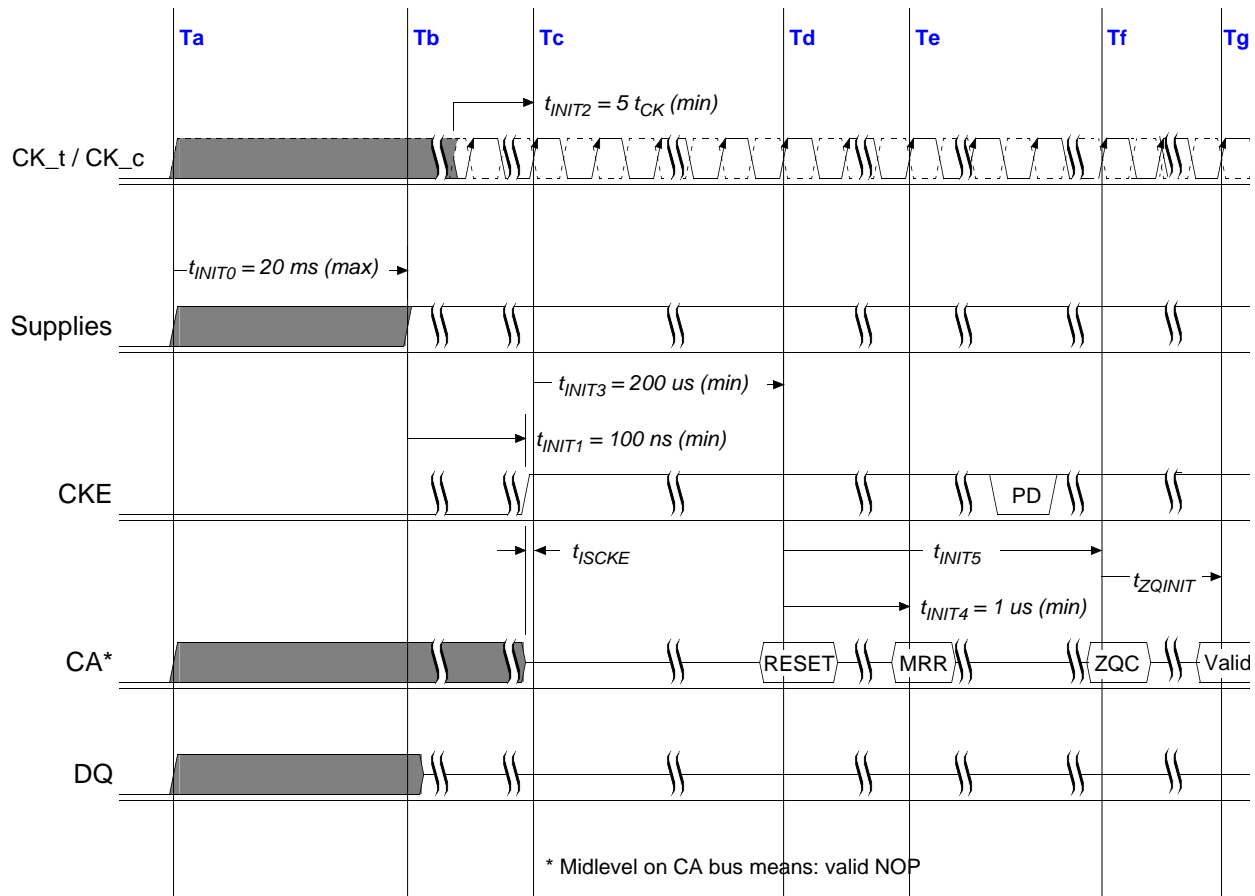 Ta Tb Tc Td Te Tf Tg
tINIT2 = 5 tCK (min)
CK_t / CK_c
tINIT0 = 20 ms (max)
Supplies
tINIT3 = 200 us (min)
tINIT1 = 100 ns (min)
CKE
PD
tISCKE
tINIT5
tZQINIT
tINIT4 = 1 us (min)
CA*
RESET MRR ZQC Valid
DQ
* Midlevel on CA bus means: valid NOP